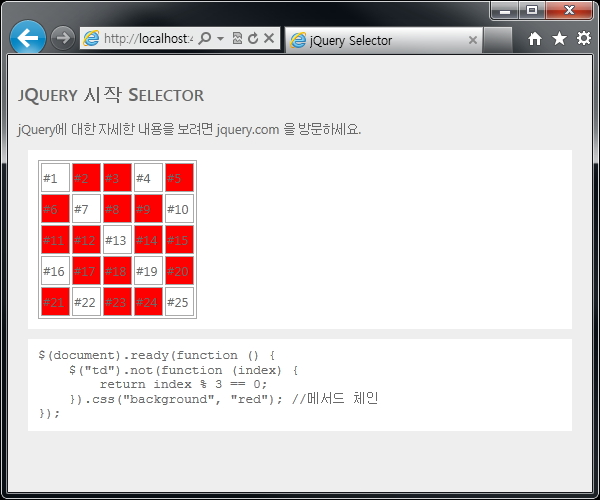 http://localhost:4
jQuery Selector
JQUERY 시작 SELECTOR
jQuery에 대한 자세한 내용을 보려면 jquery.com 을 방문하세요.
#1 #2 #3 #4 #5
#6 #7 #8 #9 #10
#11 #12 #13 #14 #15
#16 #17 #18 #19 #20
#21 #22 #23 #24 #25
$(document).ready(function () {
    $("td").not(function (index) {
        return index % 3 == 0;
    }).css("background", "red"); //메서드 체인
});